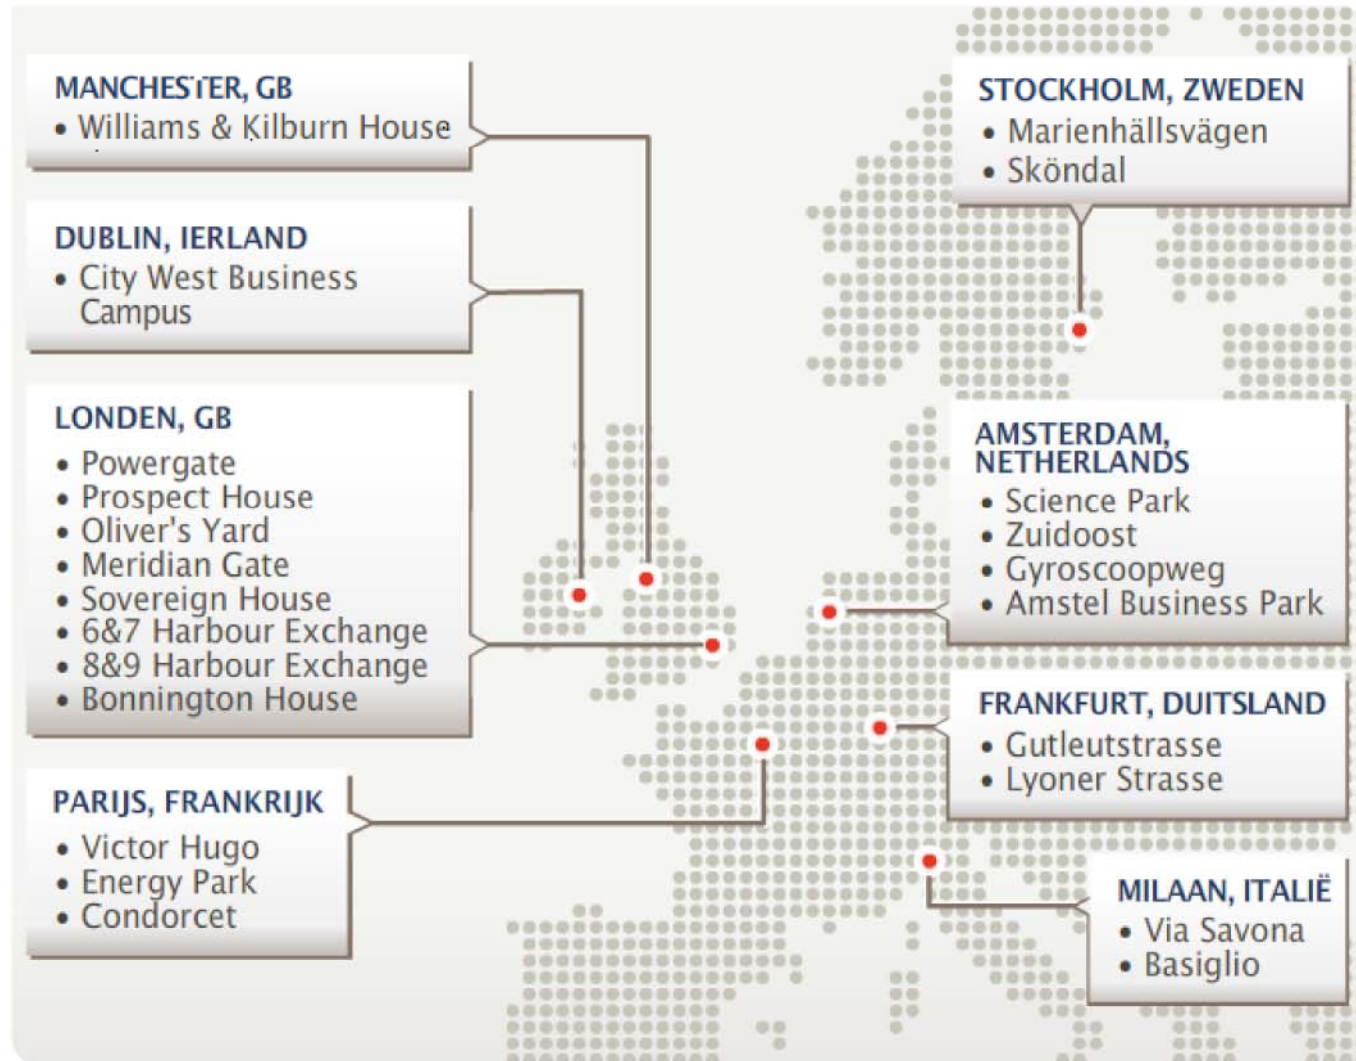 MANCHESTER, GB
• Williams & Kilburn House
DUBLIN, IERLAND
• City West Business
Campus
LONDEN, GB
• Powergate
• Prospect House
• Oliver's Yard
• Meridian Gate
• Sovereign House
• 6&7 Harbour Exchange
• 8&9 Harbour Exchange
• Bonnington House
PARIJS, FRANKRIJK
• Victor Hugo
• Energy Park
• Condorcet
STOCKHOLM, ZWEDEN
• Marienhällsvägen
• Sköndal
AMSTERDAM,
NETHERLANDS
• Science Park
• Zuidoost
• Gyroscoopweg
• Amstel Business Park
FRANKFURT, DUITSLAND
• Gutleutstrasse
• Lyoner Strasse
MILAAN, ITALIË
• Via Savona
• Basiglio